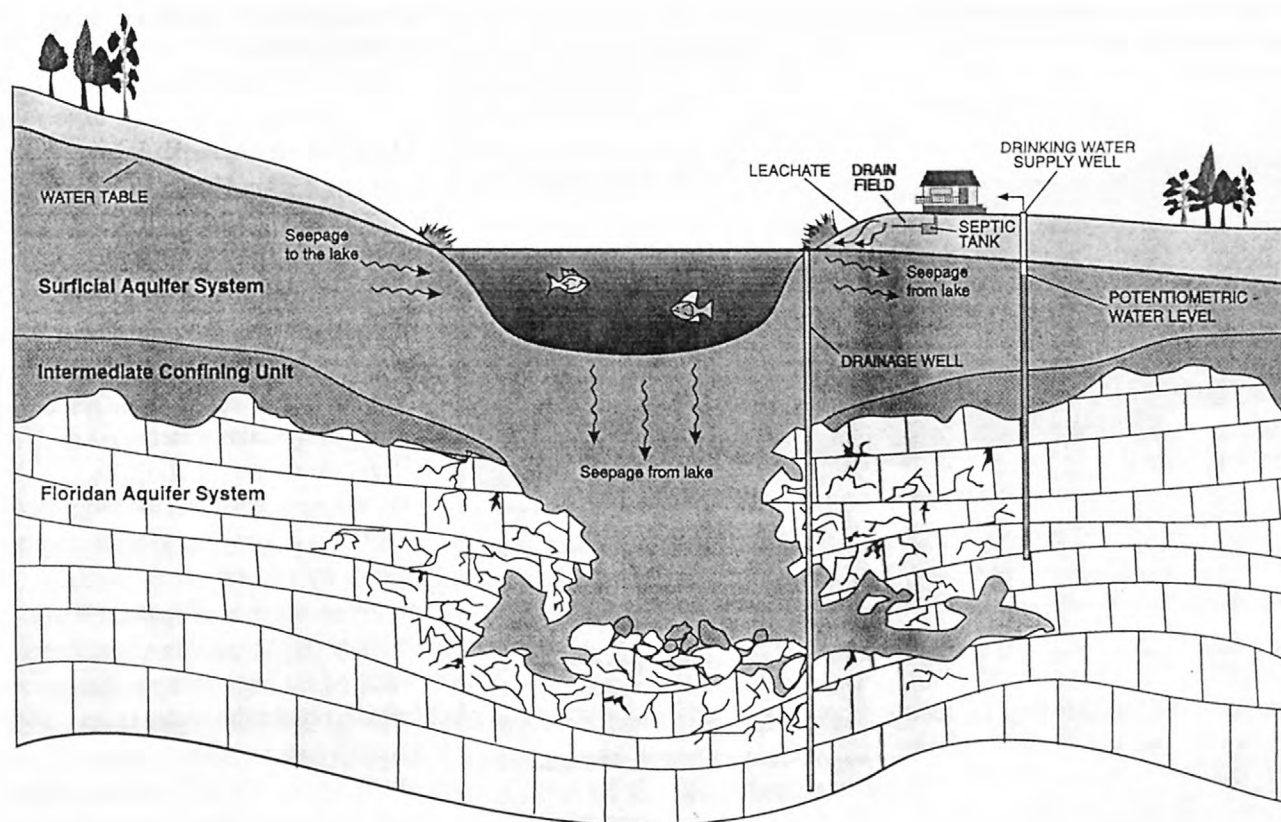 DRINKING WATER
SUPPLY WELL
LEACHATE
DRAIN
FIELD
WATER TABLE
SEPTIC
TANK
Seepage
to the lake
Seepage
from lake
Surficial Aquifer System
POTENTIOMETRIC -
WATER LEVEL
DRAINAGE WELL
Intermediate Confining Unit
Seepage from lake
Floridan Aquifer System